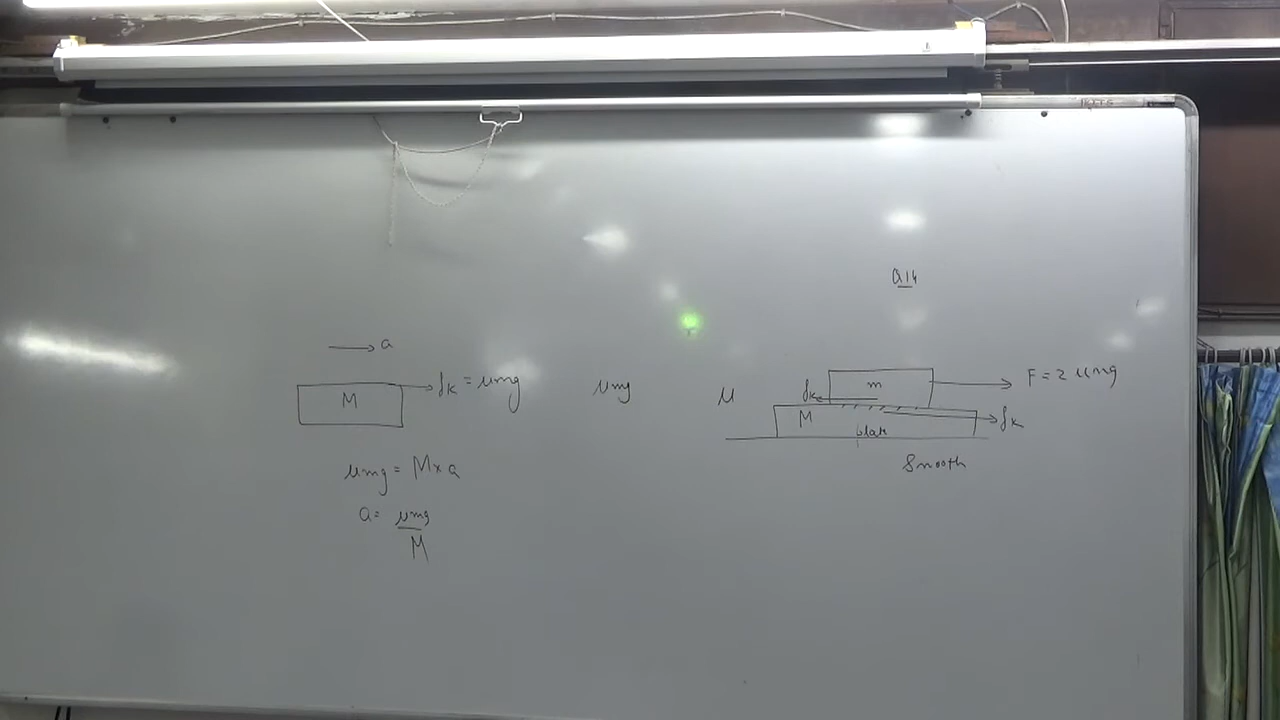 Q14
a
M
fk = μmg
μmg
μ
fk
m
F = 2 μmg
M
fk
plate
Smooth
μmg = M x a
a = μmg
M